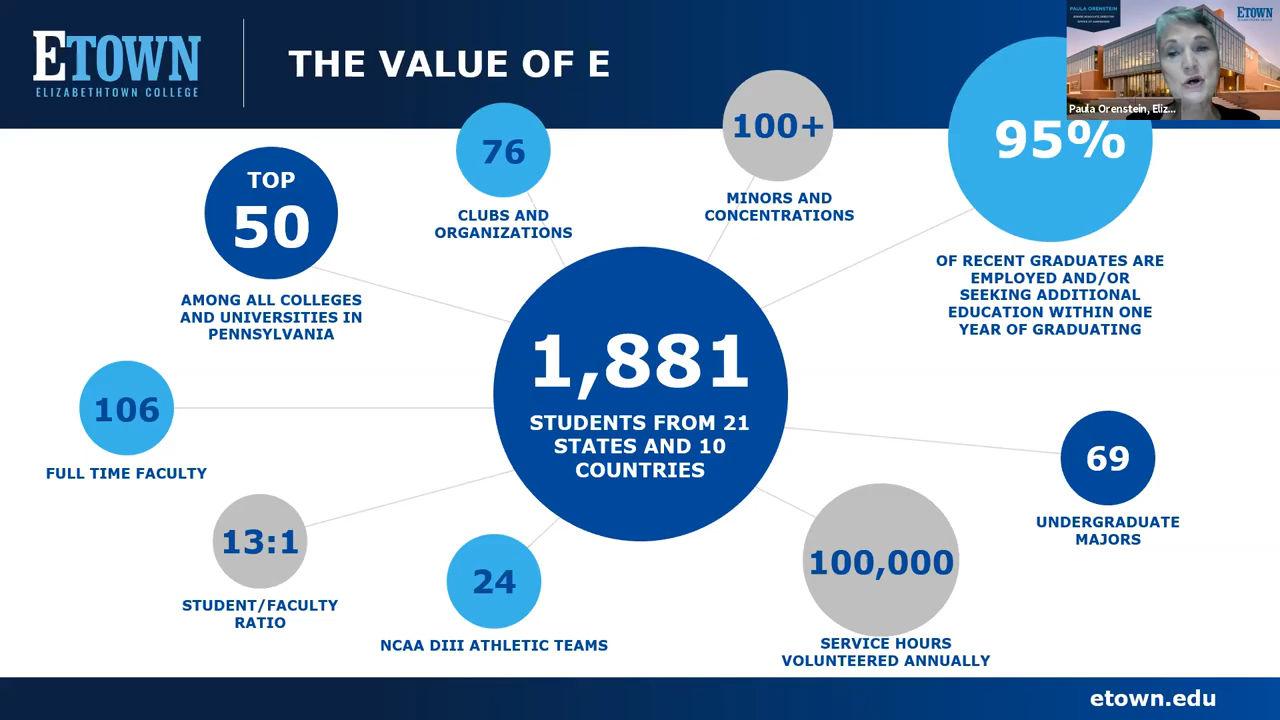 ETOWN
ELIZABETHTOWN COLLEGE
THE VALUE OF E
PAULA ORENSTEIN
ETOWN
Paula Orenstein, Eliz...
TOP
50
AMONG ALL COLLEGES
AND UNIVERSITIES IN
PENNSYLVANIA
76
CLUBS AND
ORGANIZATIONS
100+
MINORS AND
CONCENTRATIONS
95%
OF RECENT GRADUATES ARE
EMPLOYED AND/OR
SEEKING ADDITIONAL
EDUCATION WITHIN ONE
YEAR OF GRADUATING
1,881
STUDENTS FROM 21
STATES AND 10
COUNTRIES
106
FULL TIME FACULTY
69
UNDERGRADUATE
MAJORS
13:1
STUDENT/FACULTY
RATIO
24
NCAA DIII ATHLETIC TEAMS
100,000
SERVICE HOURS
VOLUNTEERED ANNUALLY
etown.edu